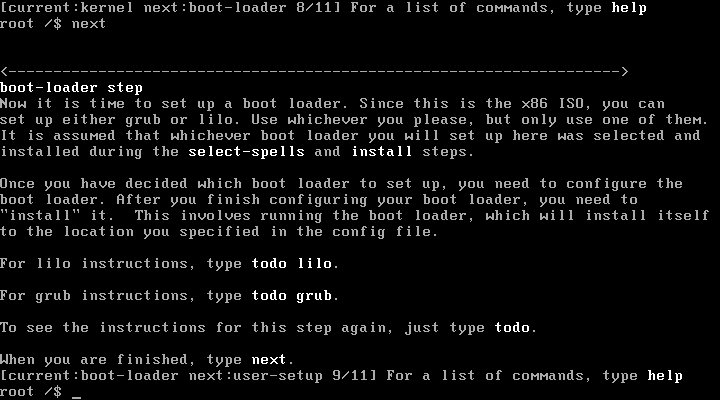 [current:kernel next:boot-loader 8/11] For a list of commands, type help
root /$ next
<--------------------------------------------------------------------->
boot-loader step
Now it is time to set up a boot loader. Since this is the x86 ISO, you can
set up either grub or lilo. Use whichever you please, but only use one of them.
It is assumed that whichever boot loader you will set up here was selected and
installed during the select-spells and install steps.
Once you have decided which boot loader to set up, you need to configure the
boot loader. After you finish configuring your boot loader, you need to
"install" it.  This involves running the boot loader, which will install itself
to the location you specified in the config file.
For lilo instructions, type todo lilo.
For grub instructions, type todo grub.
To see the instructions for this step again, just type todo.
When you are finished, type next.
[current:boot-loader next:user-setup 9/11] For a list of commands, type help
root /$ _